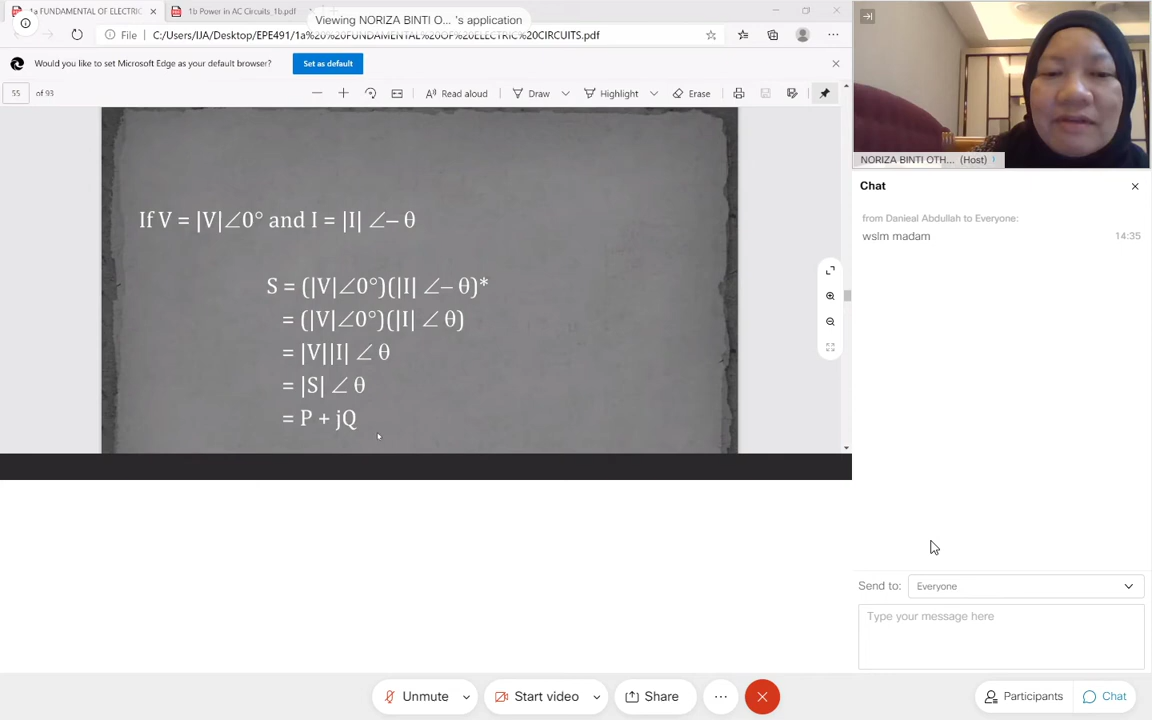 1a FUNDAMENTAL OF ELECTRIC
1b Power in AC Circuits_1b.pdf
Viewing NORIZA BINTI O... 's application
File
C:/Users/IJA/Desktop/EPE491/1a%20%20FUNDAMENTAL%20OF%20ELECTRIC%20CIRCUITS.pdf
Would you like to set Microsoft Edge as your default browser?
Set as default
55 of 93
Read aloud
Draw
Highlight
Erase
If V = |V|∠0° and I = |I| ∠– θ
S = (|V|∠0°)(|I| ∠– θ)*
= (|V|∠0°)(|I| ∠ θ)
= |V||I| ∠ θ
= |S| ∠ θ
= P + jQ
NORIZA BINTI OTH... (Host)
Chat
from Danieal Abdullah to Everyone:
wslm madam
14:35
Send to:
Everyone
Type your message here
Unmute
Start video
Share
Participants
Chat